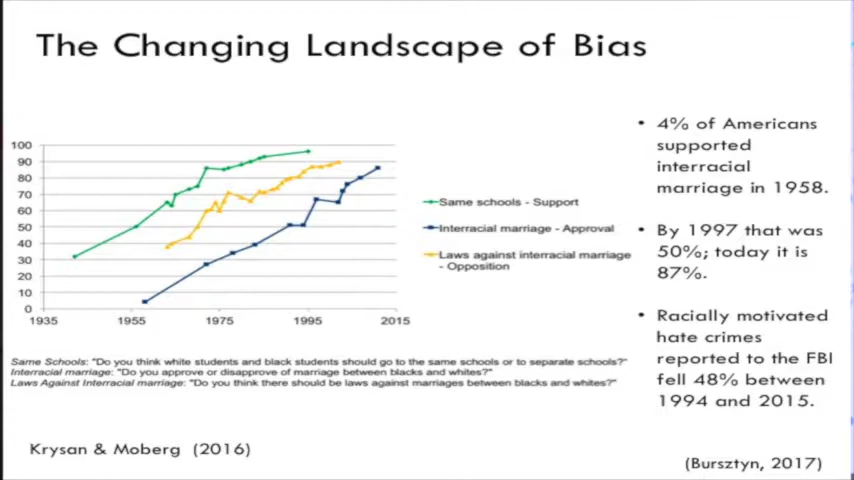 The Changing Landscape of Bias
100
90
80
70
60
50
40
30
20
10
0
1935
1955
1975
1995
2015
Same schools - Support
Interracial marriage - Approval
Laws against interracial marriage
- Opposition
Same Schools: "Do you think white students and black students should go to the same schools or to separate schools?"
Interracial marriage: "Do you approve or disapprove of marriage between blacks and whites?"
Laws Against Interracial marriage: "Do you think there should be laws against marriages between blacks and whites?"
Krysan & Moberg (2016)
• 4% of Americans
supported
interracial
marriage in 1958.
• By 1997 that was
50%; today it is
87%.
• Racially motivated
hate crimes
reported to the FBI
fell 48% between
1994 and 2015.
(Bursztyn, 2017)